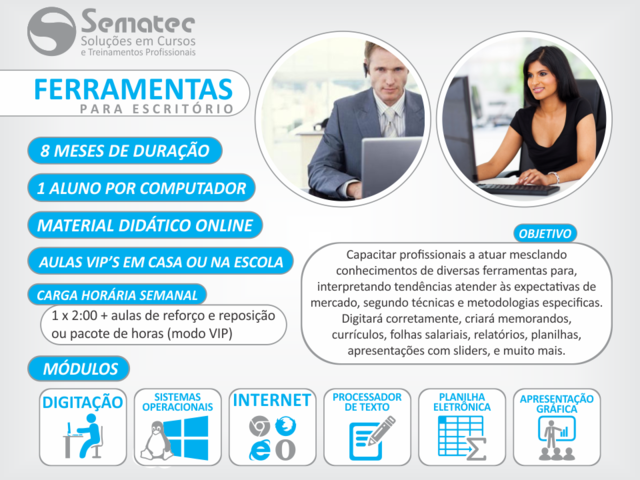 Sematec
Soluções em Cursos
e Treinamentos Profissionais
FERRAMENTAS
PARA ESCRITÓRIO
8 MESES DE DURAÇÃO
1 ALUNO POR COMPUTADOR
MATERIAL DIDÁTICO ONLINE
AULAS VIP'S EM CASA OU NA ESCOLA
CARGA HORÁRIA SEMANAL
1 x 2:00 + aulas de reforço e reposição
ou pacote de horas (modo VIP)
OBJETIVO
Capacitar profissionais a atuar mesclando
conhecimentos de diversas ferramentas para,
interpretando tendências atender às expectativas de
mercado, segundo técnicas e metodologias especificas.
Digitará corretamente, criará memorandos,
currículos, folhas salariais, relatórios, planilhas,
apresentações com sliders, e muito mais.
MÓDULOS
DIGITAÇÃO
SISTEMAS
OPERACIONAIS
INTERNET
PROCESSADOR
DE TEXTO
PLANILHA
ELETRÔNICA
APRESENTAÇÃO
GRÁFICA